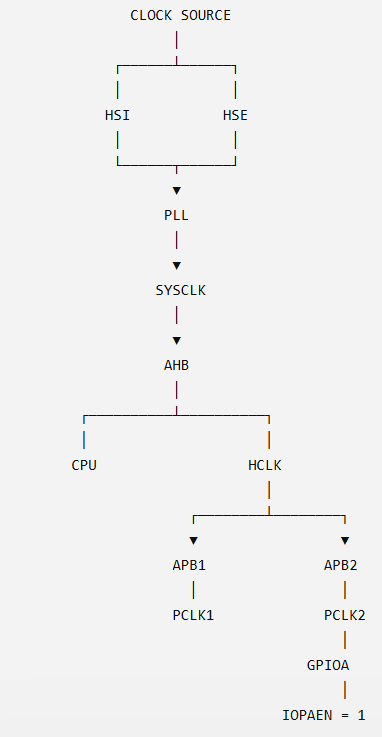 CLOCK SOURCE
HSI HSE
PLL
SYSCLK
AHB
CPU HCLK
APB1 APB2
PCLK1 PCLK2
GPIOA
IOPAEN = 1